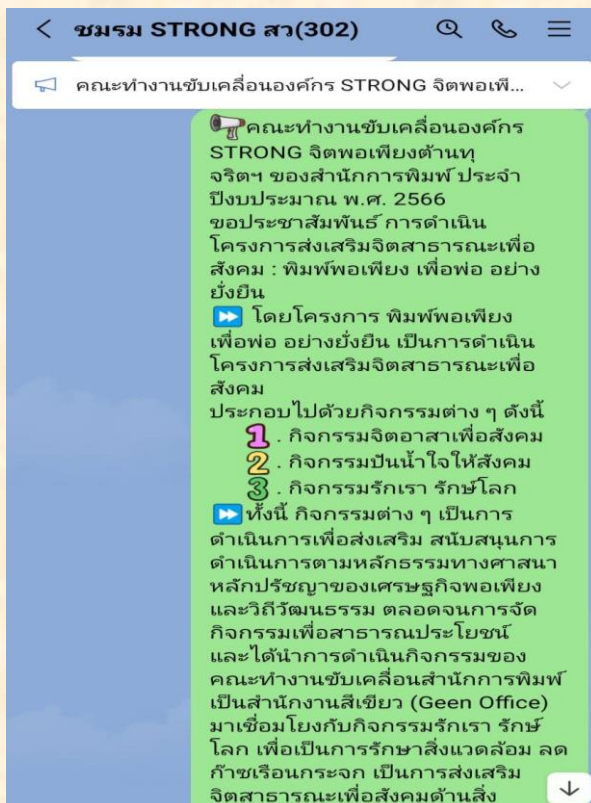 ชมรม STRONG สว(302)
คณะทำงานขับเคลื่อนองค์กร STRONG จิตพอเพี...
คณะทำงานขับเคลื่อนองค์กร
STRONG จิตพอเพียงต้านทุ
จริตฯ ของสำนักการพิมพ์ ประจำ
ปีงบประมาณ พ.ศ. 2566
ขอประชาสัมพันธ์ การดำเนิน
โครงการส่งเสริมจิตสาธารณะเพื่อ
สังคม : พิมพ์พอเพียง เพื่อพ่อ อย่าง
ยั่งยืน
โดยโครงการ พิมพ์พอเพียง
เพื่อพ่อ อย่างยั่งยืน เป็นการดำเนิน
โครงการส่งเสริมจิตสาธารณะเพื่อ
สังคม
ประกอบไปด้วยกิจกรรมต่าง ๆ ดังนี้
1 . กิจกรรมจิตอาสาเพื่อสังคม
2 . กิจกรรมปันน้ำใจให้สังคม
3 . กิจกรรมรักเรา รักษ์โลก
ทั้งนี้ กิจกรรมต่าง ๆ เป็นการ
ดำเนินการเพื่อส่งเสริม สนับสนุนการ
ดำเนินการตามหลักธรรมทางศาสนา
หลักปรัชญาของเศรษฐกิจพอเพียง
และวิถีวัฒนธรรม ตลอดจนการจัด
กิจกรรมเพื่อสาธารณประโยชน์
และได้นำการดำเนินกิจกรรมของ
คณะทำงานขับเคลื่อนสำนักการพิมพ์
เป็นสำนักงานสีเขียว (Geen Office)
มาเชื่อมโยงกับกิจกรรมรักเรา รักษ์
โลก เพื่อเป็นการรักษาสิ่งแวดล้อม ลด
ก๊าซเรือนกระจก เป็นการส่งเสริม
จิตสาธารณะเพื่อสังคมด้านสิ่ง